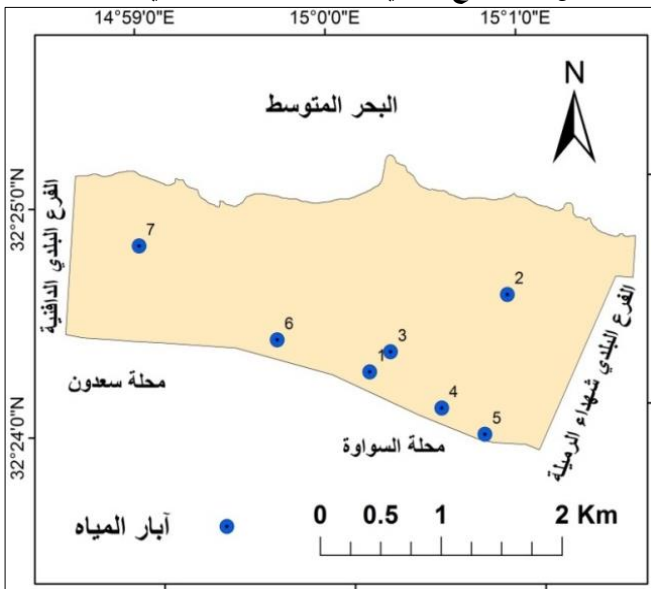 14°59'0"E
15°0'0"E
15°1'0"E
N
البحر المتوسط
32°25'0"N
الفرع البلدي الدافنية
7
2
6
3
1
4
5
الفرع البلدي شهداء الرميلة
محلة سعدون
محلة السواوة
32°24'0"N
آبار المياه
0 0.5 1 2 Km